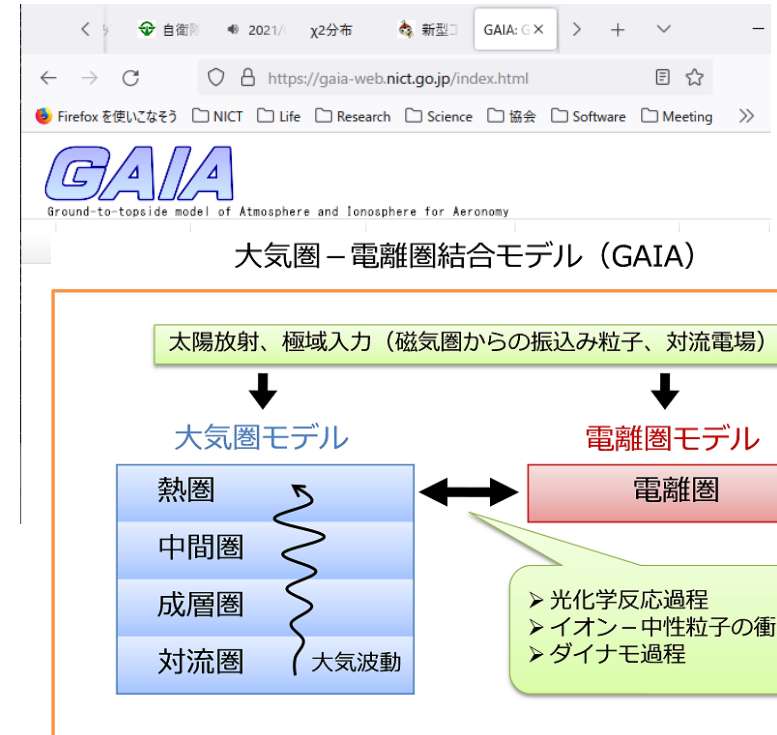 自衛
2021/
χ2分布
新型コ
GAIA: G
https://gaia-web.nict.go.jp/index.html
Firefox を使いこなそう NICT Life Research Science 協会 Software Meeting
GAIA
Ground-to-topside model of Atmosphere and Ionosphere for Aeronomy
大気圏－電離圏結合モデル（GAIA）
太陽放射、極域入力（磁気圏からの振込み粒子、対流電場）
大気圏モデル
電離圏モデル
熱圏
電離圏
中間圏
成層圏
対流圏
大気波動
➢ 光化学反応過程
➢ イオン－中性粒子の衝
➢ ダイナモ過程